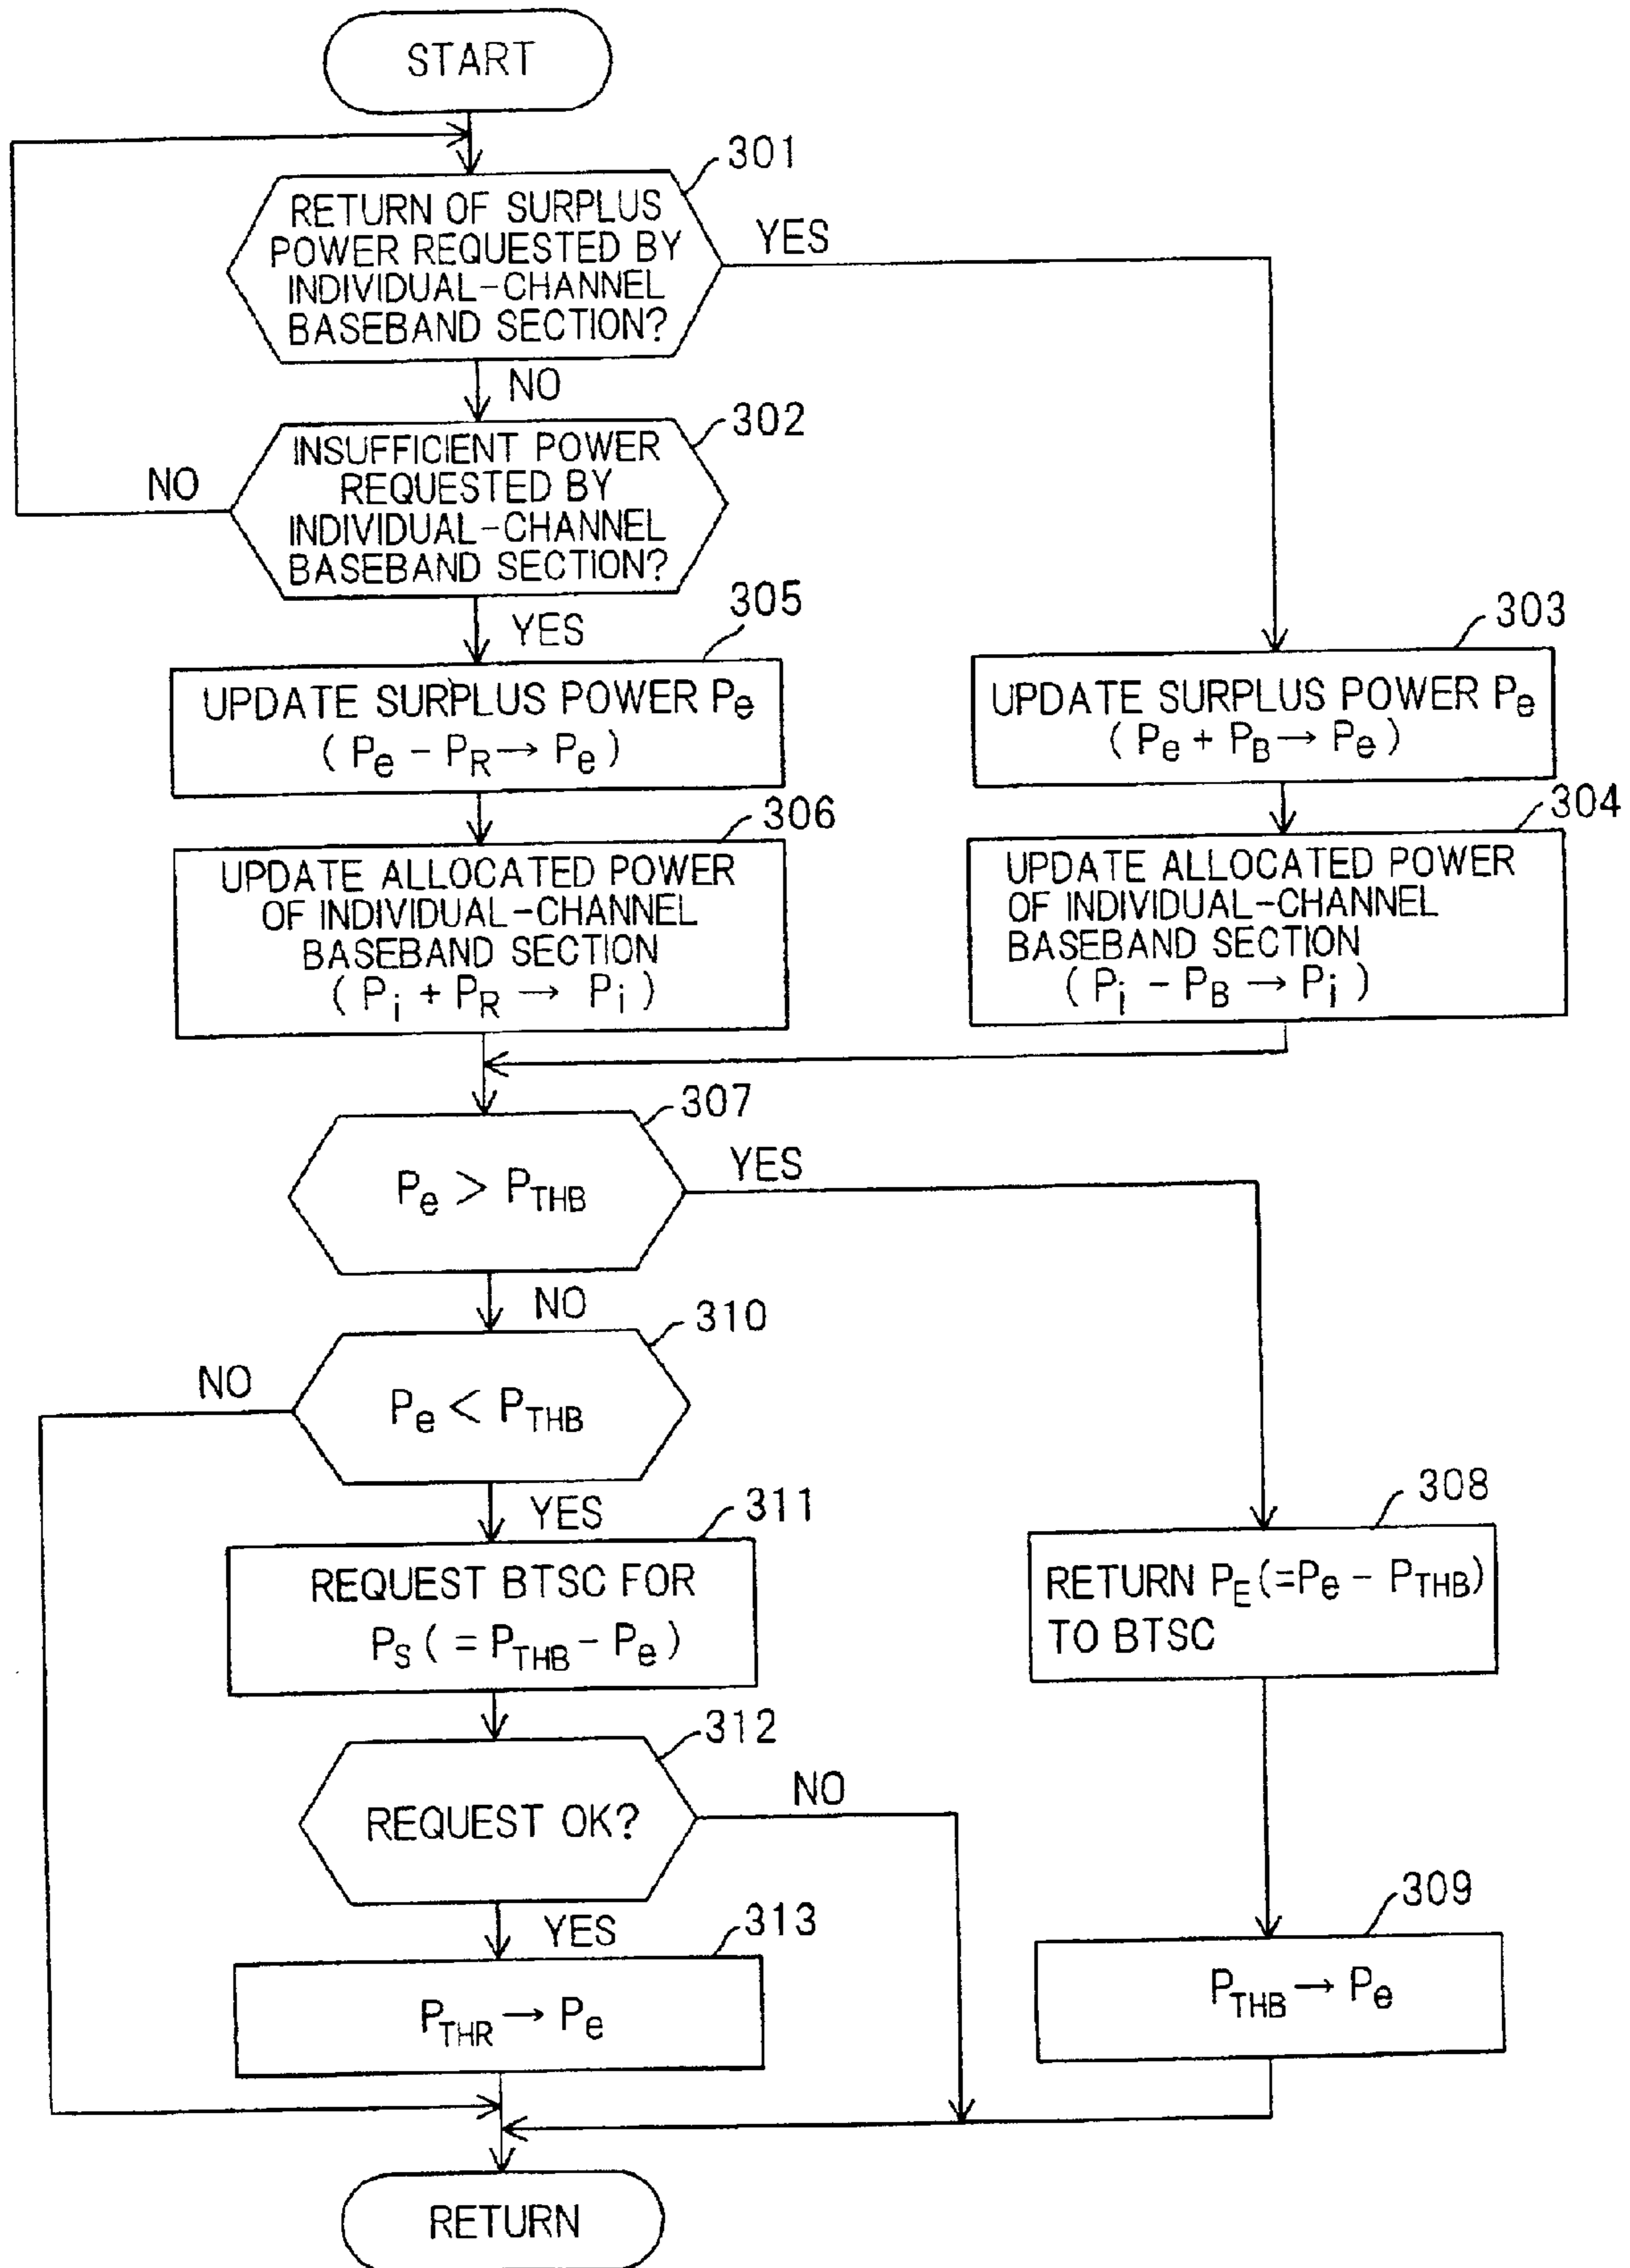 START
301
RETURN OF SURPLUS
POWER REQUESTED BY
INDIVIDUAL-CHANNEL
BASEBAND SECTION?
YES
NO
302
INSUFFICIENT POWER
REQUESTED BY
INDIVIDUAL-CHANNEL
BASEBAND SECTION?
NO
YES
305
UPDATE SURPLUS POWER Pe
( Pe - PR → Pe )
303
UPDATE SURPLUS POWER Pe
( Pe + PB → Pe )
306
UPDATE ALLOCATED POWER
OF INDIVIDUAL-CHANNEL
BASEBAND SECTION
( Pi + PR → Pi )
304
UPDATE ALLOCATED POWER
OF INDIVIDUAL-CHANNEL
BASEBAND SECTION
( Pi - PB → Pi )
307
Pe > PTHB
YES
NO
310
Pe < PTHB
NO
YES
311
REQUEST BTSC FOR
PS ( = PTHB - Pe )
308
RETURN PE (=Pe - PTHB)
TO BTSC
312
REQUEST OK?
NO
YES
313
PTHR → Pe
309
PTHB → Pe
RETURN